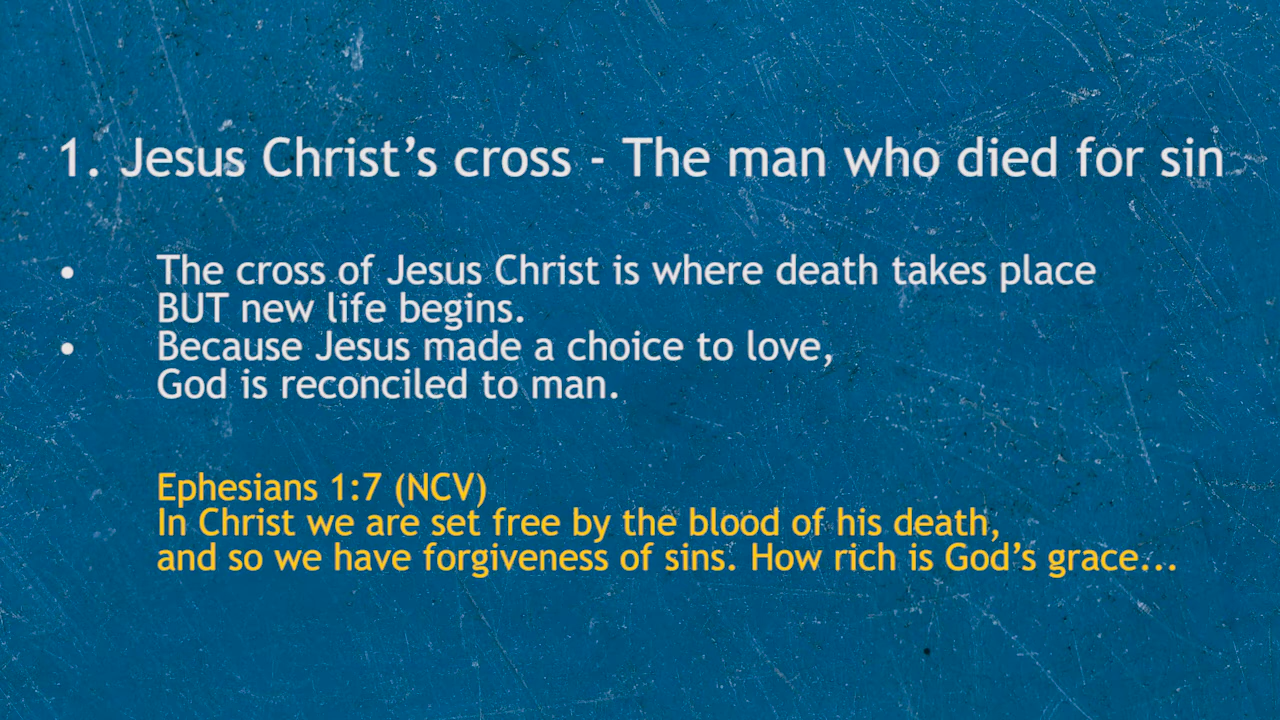 1. Jesus Christ’s cross - The man who died for sin
• The cross of Jesus Christ is where death takes place
BUT new life begins.
• Because Jesus made a choice to love,
God is reconciled to man.
Ephesians 1:7 (NCV)
In Christ we are set free by the blood of his death,
and so we have forgiveness of sins. How rich is God’s grace...